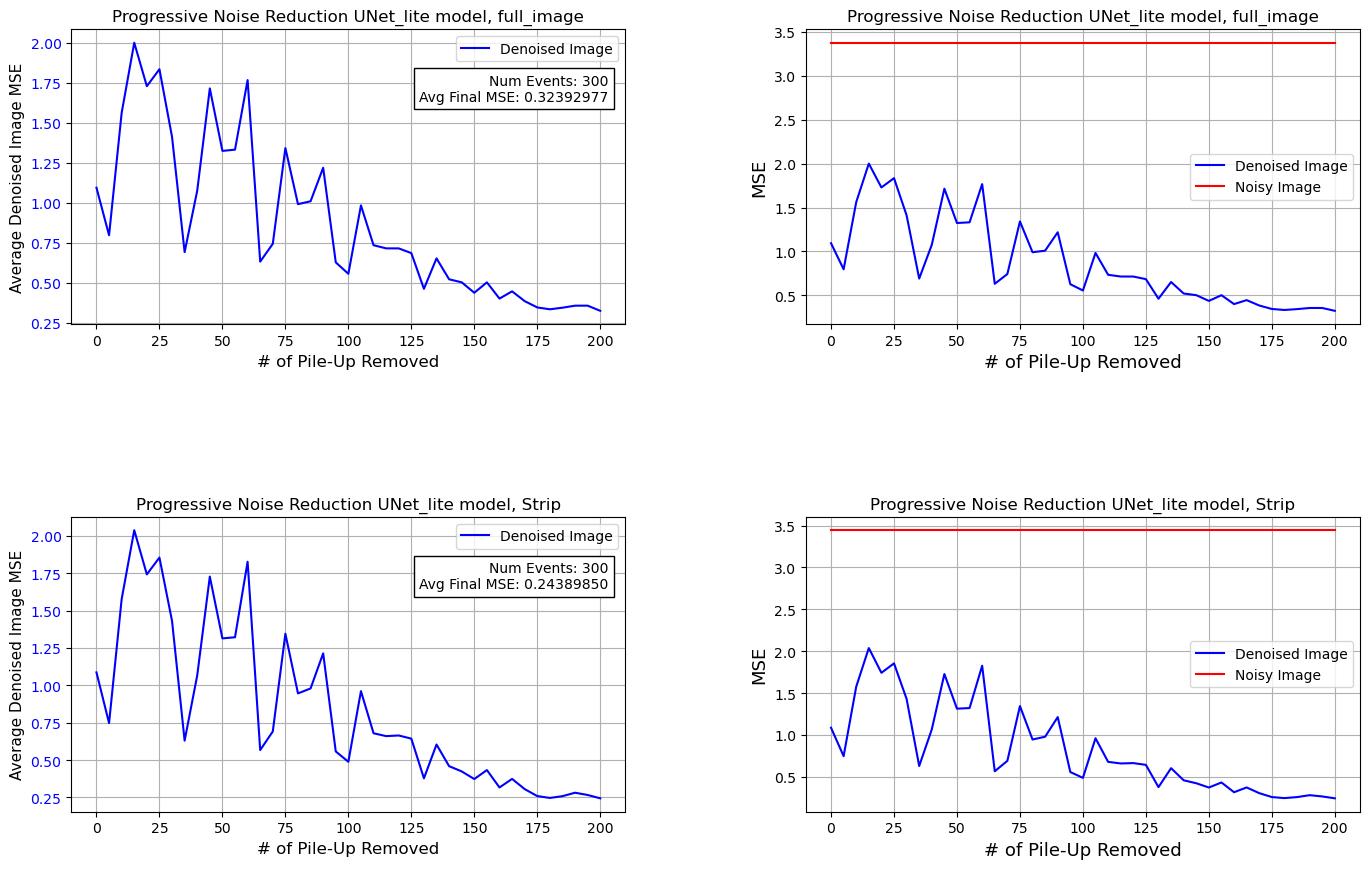 Progressive Noise Reduction UNet_lite model, full_image
Average Denoised Image MSE
2.00
1.75
1.50
1.25
1.00
0.75
0.50
0.25
Denoised Image
Num Events: 300
Avg Final MSE: 0.32392977
0 25 50 75 100 125 150 175 200
# of Pile-Up Removed
Progressive Noise Reduction UNet_lite model, full_image
MSE
3.5
3.0
2.5
2.0
1.5
1.0
0.5
Denoised Image
Noisy Image
0 25 50 75 100 125 150 175 200
# of Pile-Up Removed
Progressive Noise Reduction UNet_lite model, Strip
Average Denoised Image MSE
2.00
1.75
1.50
1.25
1.00
0.75
0.50
0.25
Denoised Image
Num Events: 300
Avg Final MSE: 0.24389850
0 25 50 75 100 125 150 175 200
# of Pile-Up Removed
Progressive Noise Reduction UNet_lite model, Strip
MSE
3.5
3.0
2.5
2.0
1.5
1.0
0.5
Denoised Image
Noisy Image
0 25 50 75 100 125 150 175 200
# of Pile-Up Removed